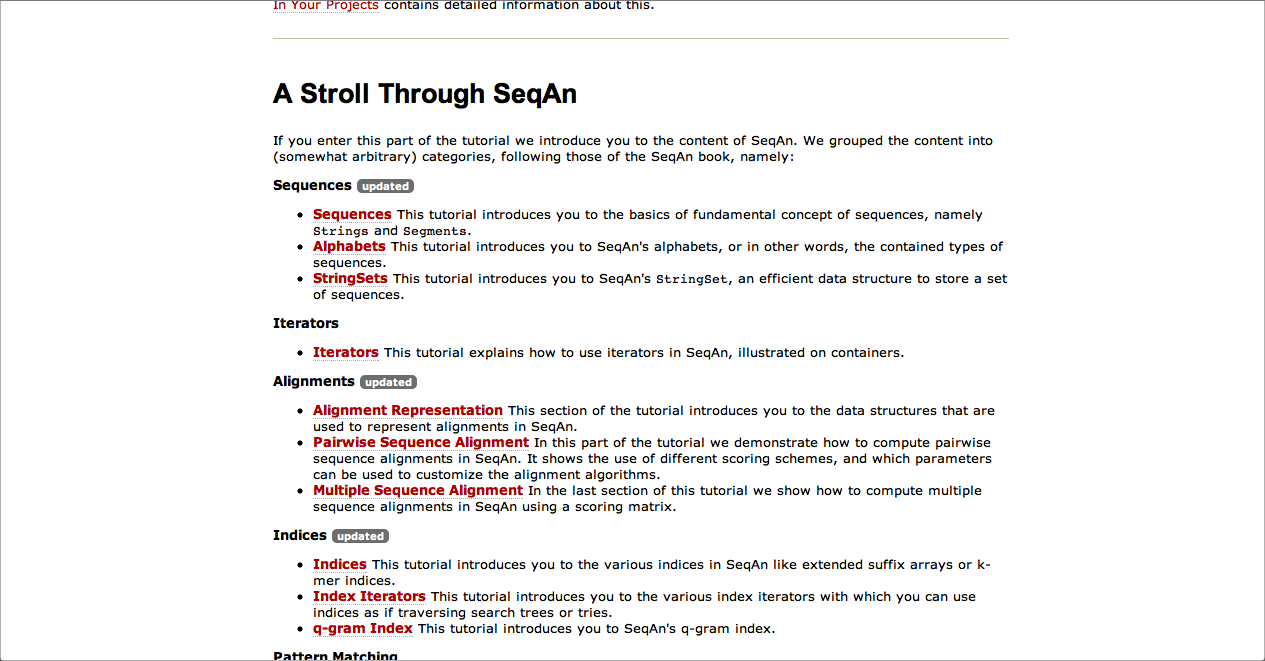 In Your Projects contains detailed information about this.
A Stroll Through SeqAn
If you enter this part of the tutorial we introduce you to the content of SeqAn. We grouped the content into
(somewhat arbitrary) categories, following those of the SeqAn book, namely:
Sequences updated
• Sequences This tutorial introduces you to the basics of fundamental concept of sequences, namely
Strings and Segments.
• Alphabets This tutorial introduces you to SeqAn's alphabets, or in other words, the contained types of
sequences.
• StringSets This tutorial introduces you to SeqAn's StringSet, an efficient data structure to store a set
of sequences.
Iterators
• Iterators This tutorial explains how to use iterators in SeqAn, illustrated on containers.
Alignments updated
• Alignment Representation This section of the tutorial introduces you to the data structures that are
used to represent alignments in SeqAn.
• Pairwise Sequence Alignment In this part of the tutorial we demonstrate how to compute pairwise
sequence alignments in SeqAn. It shows the use of different scoring schemes, and which parameters
can be used to customize the alignment algorithms.
• Multiple Sequence Alignment In the last section of this tutorial we show how to compute multiple
sequence alignments in SeqAn using a scoring matrix.
Indices updated
• Indices This tutorial introduces you to the various indices in SeqAn like extended suffix arrays or k-
mer indices.
• Index Iterators This tutorial introduces you to the various index iterators with which you can use
indices as if traversing search trees or tries.
• q-gram Index This tutorial introduces you to SeqAn's q-gram index.
Pattern Matching